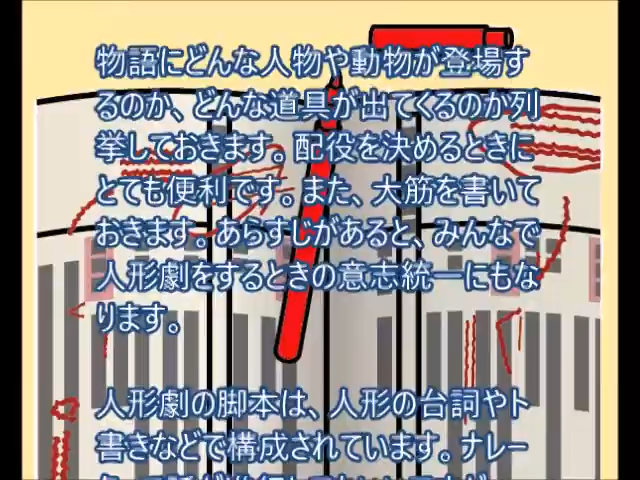 物語にどんな人物や動物が登場す
るのか、どんな道具が出てくるのか列
挙しておきます。配役を決めるときに
とても便利です。また、大筋を書いて
おきます。あらすじがあると、みんなで
人形劇をするときの意志統一にもな
ります。
人形劇の脚本は、人形の台詞やト
書きなどで構成されています。ナレー